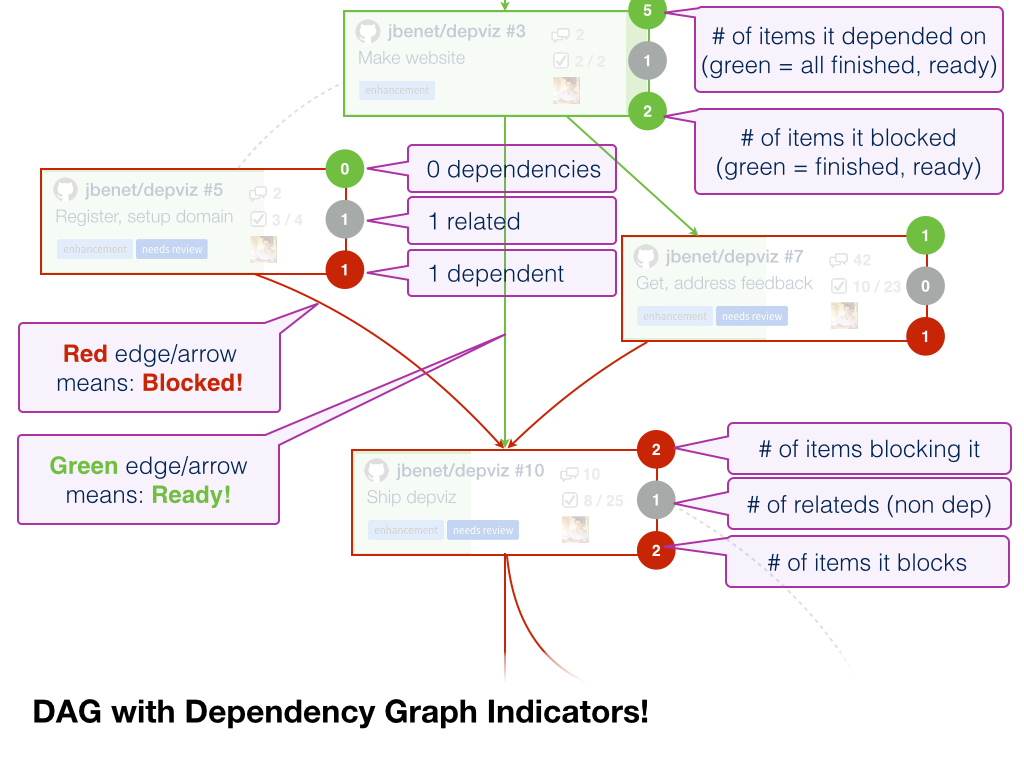 5
jbenet/depviz #3
2
Make website
2 / 2
1
enhancement
2
# of items it depended on
(green = all finished, ready)
# of items it blocked
(green = finished, ready)
0
jbenet/depviz #5
2
Register, setup domain
3 / 4
1
enhancement
needs review
1
0 dependencies
1 related
1 dependent
1
jbenet/depviz #7
42
Get, address feedback
10 / 23
0
enhancement
needs review
1
Red edge/arrow
means: Blocked!
Green edge/arrow
means: Ready!
2
jbenet/depviz #10
10
Ship depviz
8 / 25
1
enhancement
needs review
2
# of items blocking it
# of relateds (non dep)
# of items it blocks
DAG with Dependency Graph Indicators!